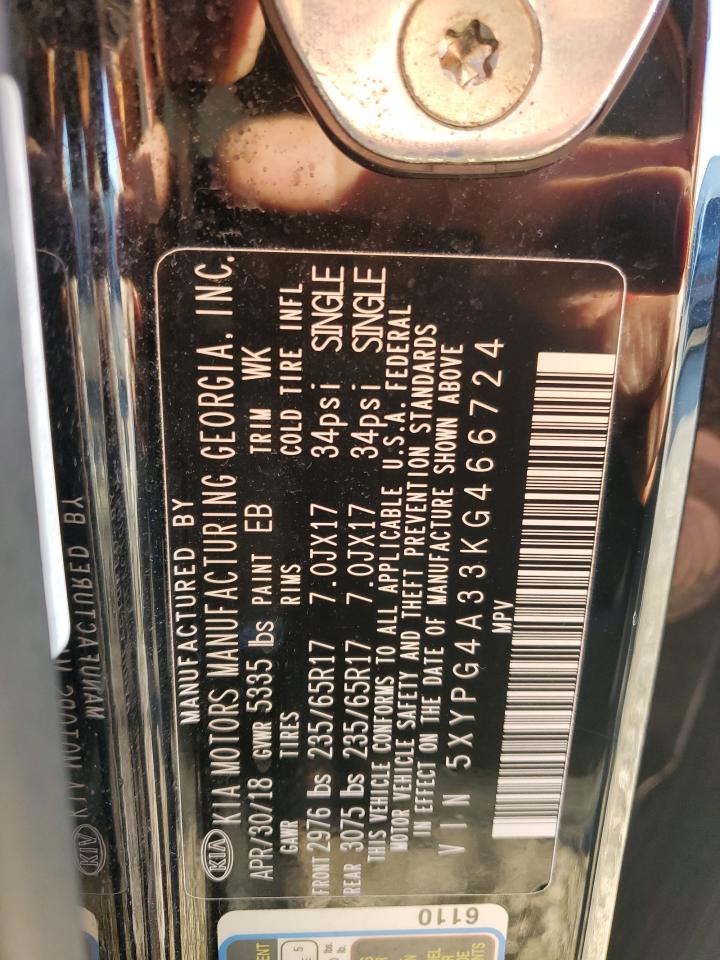 MANUFACTURED BY
KIA KIA MOTORS MANUFACTURING GEORGIA, INC.
APR/30/18 GVWR 5335 lbs PAINT EB TRIM WK
GAWR TIRES RIMS COLD TIRE INFL
FRONT 2976 lbs 235/65R17 7.0JX17 34psi SINGLE
REAR 3075 lbs 235/65R17 7.0JX17 34psi SINGLE
THIS VEHICLE CONFORMS TO ALL APPLICABLE U.S.A. FEDERAL
MOTOR VEHICLE SAFETY AND THEFT PREVENTION STANDARDS
IN EFFECT ON THE DATE OF MANUFACTURE SHOWN ABOVE
VIN 5XYPG4A33KG466724
MPV
6110